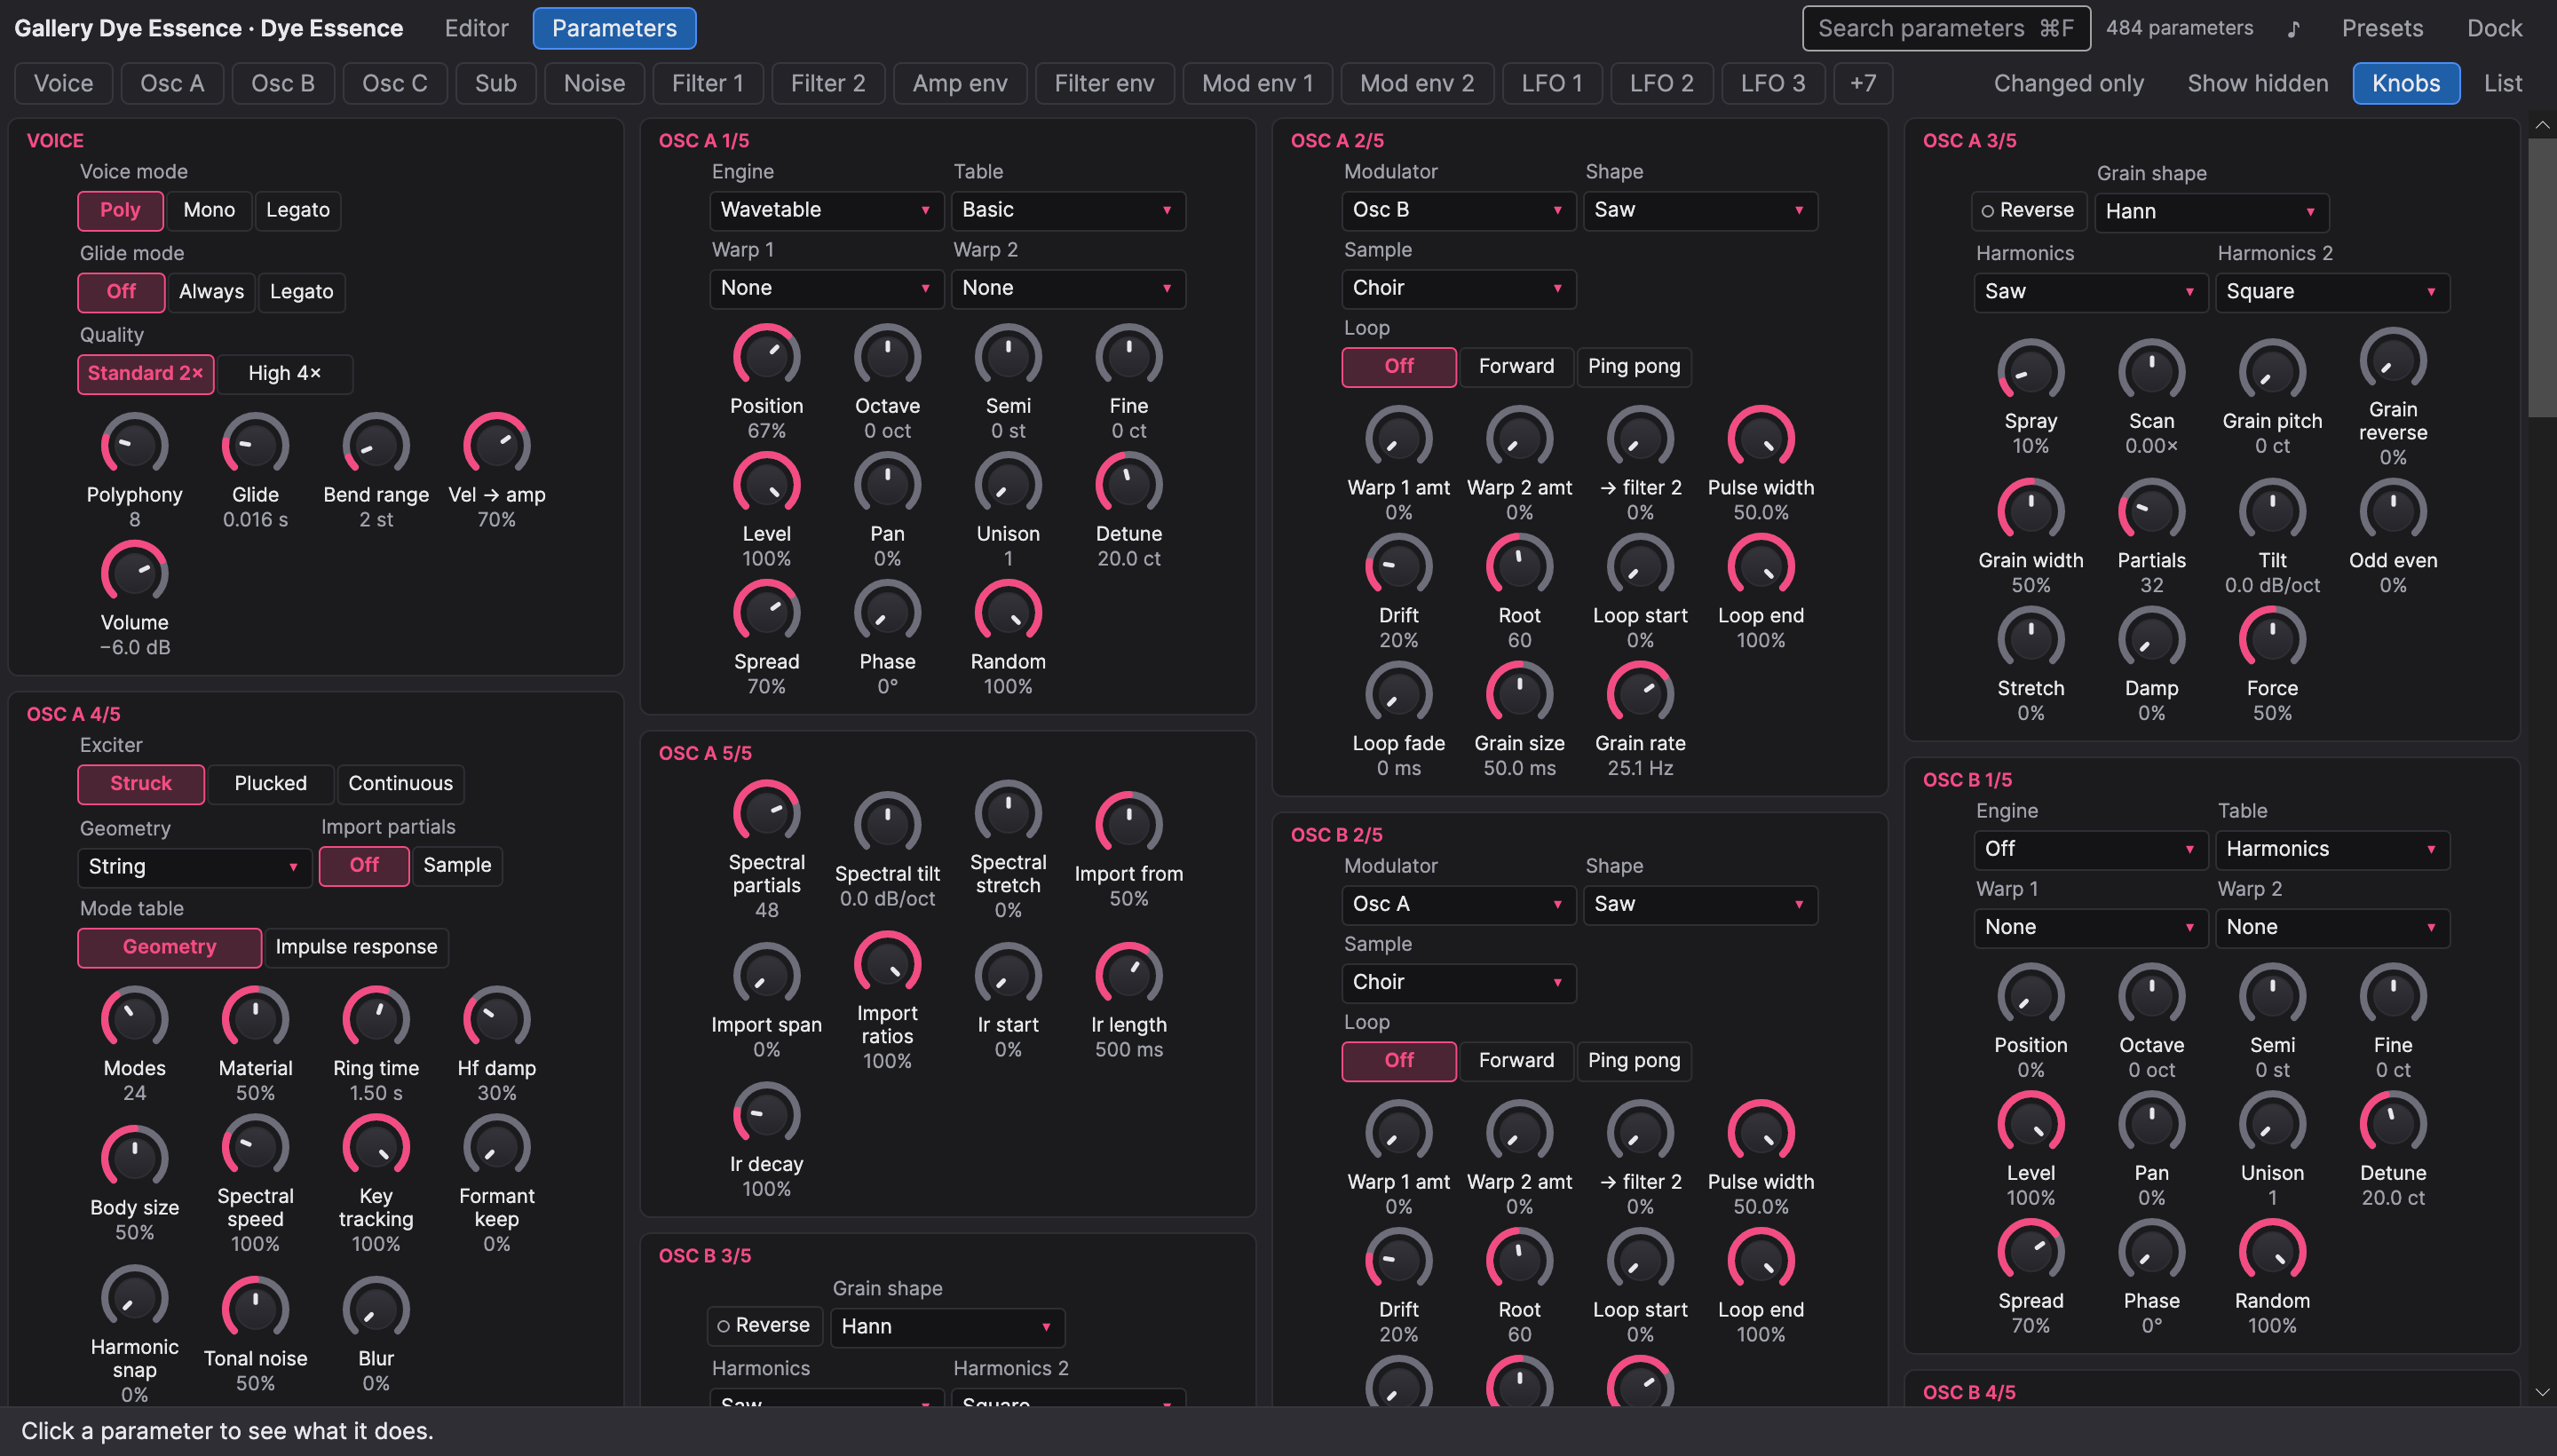 Gallery Dye Essence · Dye Essence Editor Parameters Search parameters ⌘F 484 parameters Presets Dock
Voice Osc A Osc B Osc C Sub Noise Filter 1 Filter 2 Amp env Filter env Mod env 1 Mod env 2 LFO 1 LFO 2 LFO 3 +7 Changed only Show hidden Knobs List
VOICE
Voice mode
Poly Mono Legato
Glide mode
Off Always Legato
Quality
Standard 2× High 4×
Polyphony Glide Bend range Vel → amp
8 0.016 s 2 st 70%
Volume
−6.0 dB
OSC A 1/5
Engine Table
Wavetable Basic
Warp 1 Warp 2
None None
Position Octave Semi Fine
67% 0 oct 0 st 0 ct
Level Pan Unison Detune
100% 0% 1 20.0 ct
Spread Phase Random
70% 0° 100%
OSC A 2/5
Modulator Shape
Osc B Saw
Sample
Choir
Loop
Off Forward Ping pong
Warp 1 amt Warp 2 amt → filter 2 Pulse width
0% 0% 0% 50.0%
Drift Root Loop start Loop end
20% 60 0% 100%
Loop fade Grain size Grain rate
0 ms 50.0 ms 25.1 Hz
OSC A 3/5
Grain shape
Reverse Hann
Harmonics Harmonics 2
Saw Square
Spray Scan Grain pitch Grain reverse
10% 0.00× 0 ct 0%
Grain width Partials Tilt Odd even
50% 32 0.0 dB/oct 0%
Stretch Damp Force
0% 0% 50%
OSC A 4/5
Exciter
Struck Plucked Continuous
Geometry Import partials
String Off Sample
Mode table
Geometry Impulse response
Modes Material Ring time Hf damp
24 50% 1.50 s 30%
Body size Spectral speed Key tracking Formant keep
50% 100% 100% 0%
Harmonic snap Tonal noise Blur
0% 50% 0%
OSC A 5/5
Spectral partials Spectral tilt Spectral stretch Import from
48 0.0 dB/oct 0% 50%
Import span Import ratios Ir start Ir length
0% 100% 0% 500 ms
Ir decay
100%
OSC B 3/5
Grain shape
Reverse Hann
Harmonics Harmonics 2
Saw Square
OSC B 2/5
Modulator Shape
Osc A Saw
Sample
Choir
Loop
Off Forward Ping pong
Warp 1 amt Warp 2 amt → filter 2 Pulse width
0% 0% 0% 50.0%
Drift Root Loop start Loop end
20% 60 0% 100%
OSC B 1/5
Engine Table
Off Harmonics
Warp 1 Warp 2
None None
Position Octave Semi Fine
0% 0 oct 0 st 0 ct
Level Pan Unison Detune
100% 0% 1 20.0 ct
Spread Phase Random
70% 0° 100%
OSC B 4/5
Click a parameter to see what it does.